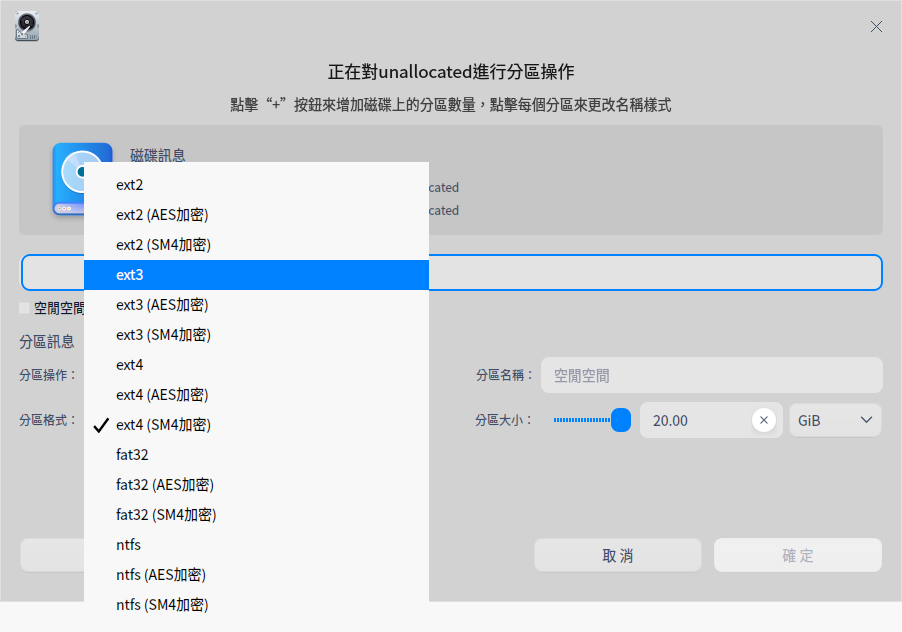 正在對unallocated進行分區操作
點擊“+”按鈕來增加磁碟上的分區數量，點擊每個分區來更改名稱樣式
磁碟訊息
cated
cated
ext2
ext2 (AES加密)
ext2 (SM4加密)
ext3
ext3 (AES加密)
ext3 (SM4加密)
ext4
ext4 (AES加密)
ext4 (SM4加密)
fat32
fat32 (AES加密)
fat32 (SM4加密)
ntfs
ntfs (AES加密)
ntfs (SM4加密)
空閒空間
分區訊息
分區操作：
分區名稱：
空閒空間
分區格式：
分區大小：
20.00
GiB
取消
確定